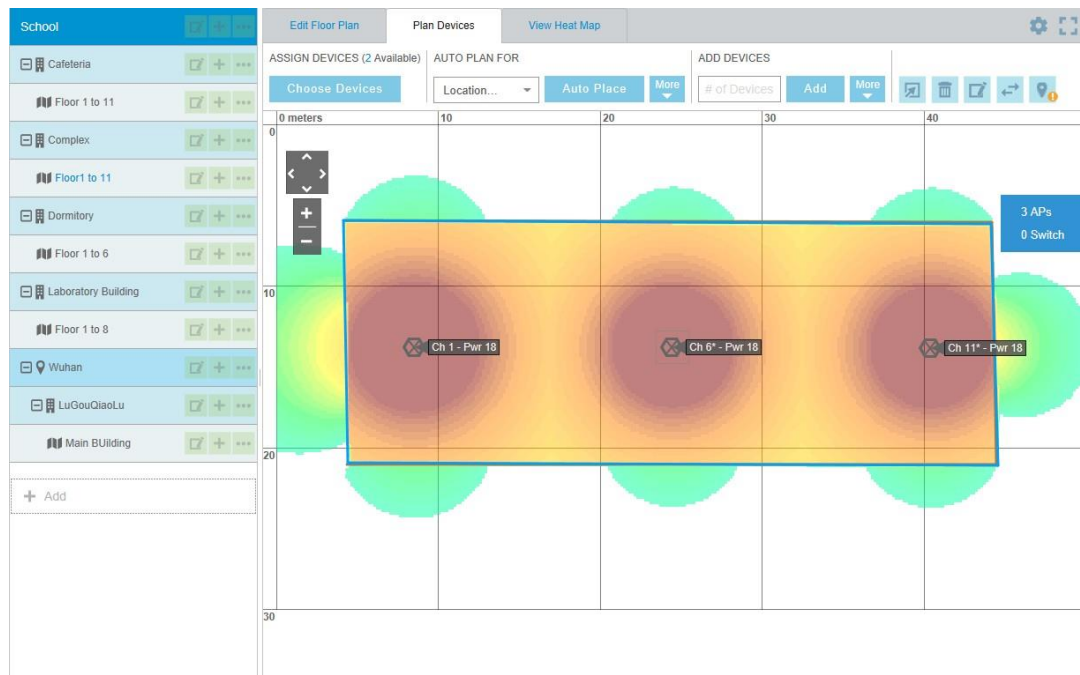 School
Cafeteria
Floor 1 to 11
Complex
Floor1 to 11
Dormitory
Floor 1 to 6
Laboratory Building
Floor 1 to 8
Wuhan
LuGouQiaoLu
Main BUilding
+ Add
Edit Floor Plan
Plan Devices
View Heat Map
ASSIGN DEVICES (2 Available)
AUTO PLAN FOR
ADD DEVICES
Choose Devices
Location...
Auto Place
More
# of Devices
Add
More
0 meters
10
20
30
40
0
10
20
30
3 APs
0 Switch
Ch 1 - Pwr 18
Ch 6* - Pwr 18
Ch 11* - Pwr 18